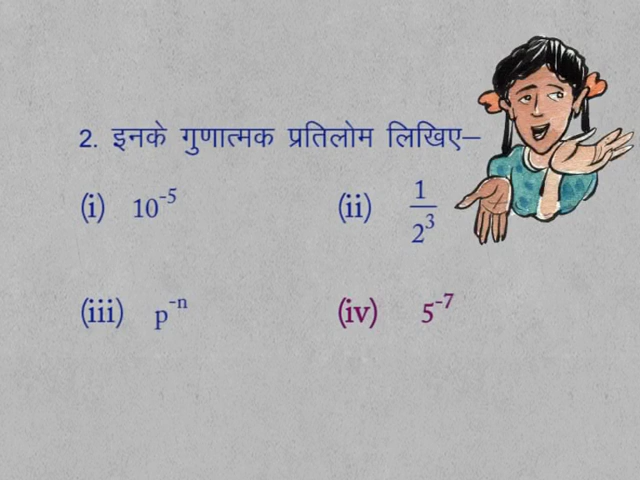 2. इनके गुणात्मक प्रतिलोम लिखिए–
(i) 10⁻⁵ (ii) 1/2³
(iii) p⁻ⁿ (iv) 5⁻⁷